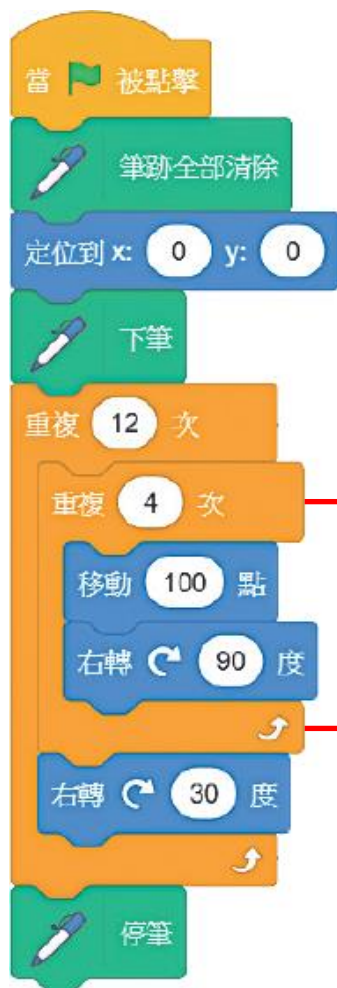 當 被點擊
筆跡全部清除
定位到 x: 0 y: 0
下筆
重複 12 次
重複 4 次
移動 100 點
右轉 90 度
右轉 30 度
停筆